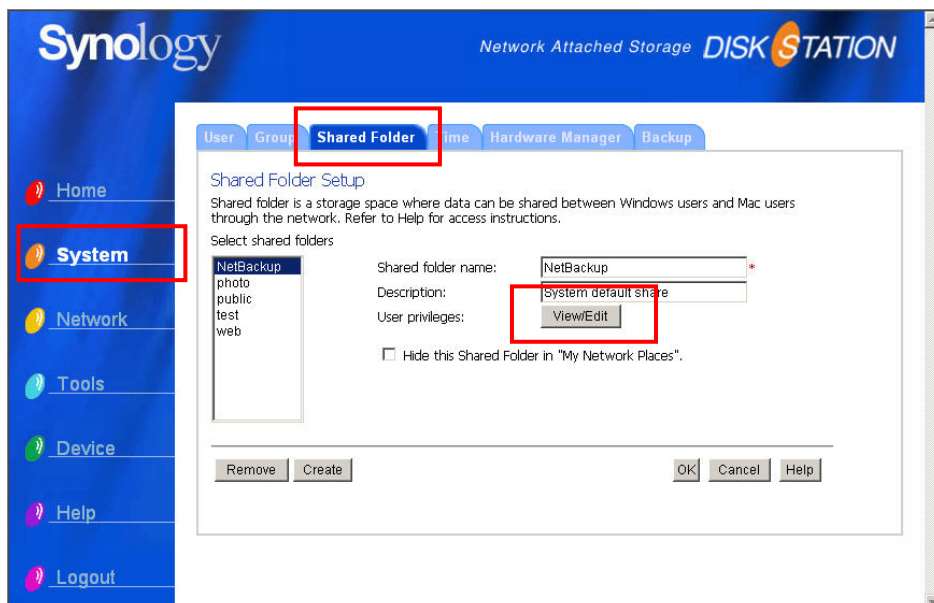 Synology
Network Attached Storage DISK STATION
User Group Shared Folder Time Hardware Manager Backup
Home
System
Network
Tools
Device
Help
Logout
Shared Folder Setup
Shared folder is a storage space where data can be shared between Windows users and Mac users
through the network. Refer to Help for access instructions.
Select shared folders
NetBackup
photo
public
test
web
Shared folder name: NetBackup *
Description: System default share
User privileges: View/Edit
Hide this Shared Folder in "My Network Places".
Remove Create OK Cancel Help